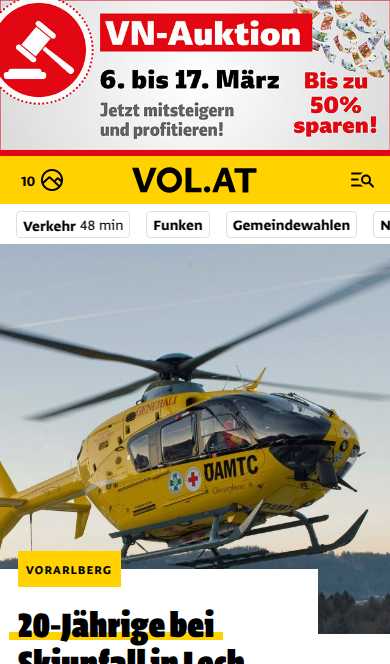 VN-Auktion
6. bis 17. März
Jetzt mitsteigern
und profitieren!
Bis zu
50%
sparen!
10
VOL.AT
Verkehr 48 min
Funken
Gemeindewahlen
N
GENERALI
ÖAMTC
VORARLBERG
20-Jährige bei
Skiunfall in Lech